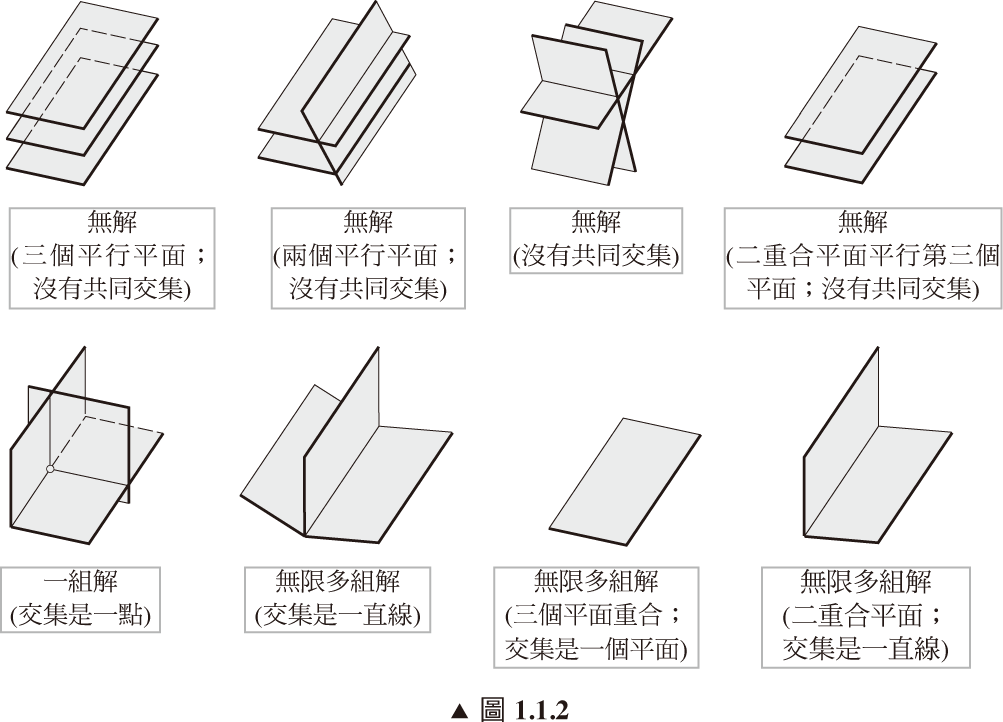 無解
(三個平行平面；
沒有共同交集)
無解
(兩個平行平面；
沒有共同交集)
無解
(沒有共同交集)
無解
(二重合平面平行第三個
平面；沒有共同交集)
一組解
(交集是一點)
無限多組解
(交集是一直線)
無限多組解
(三個平面重合；
交集是一個平面)
無限多組解
(二重合平面；
交集是一直線)
▲ 圖 1.1.2